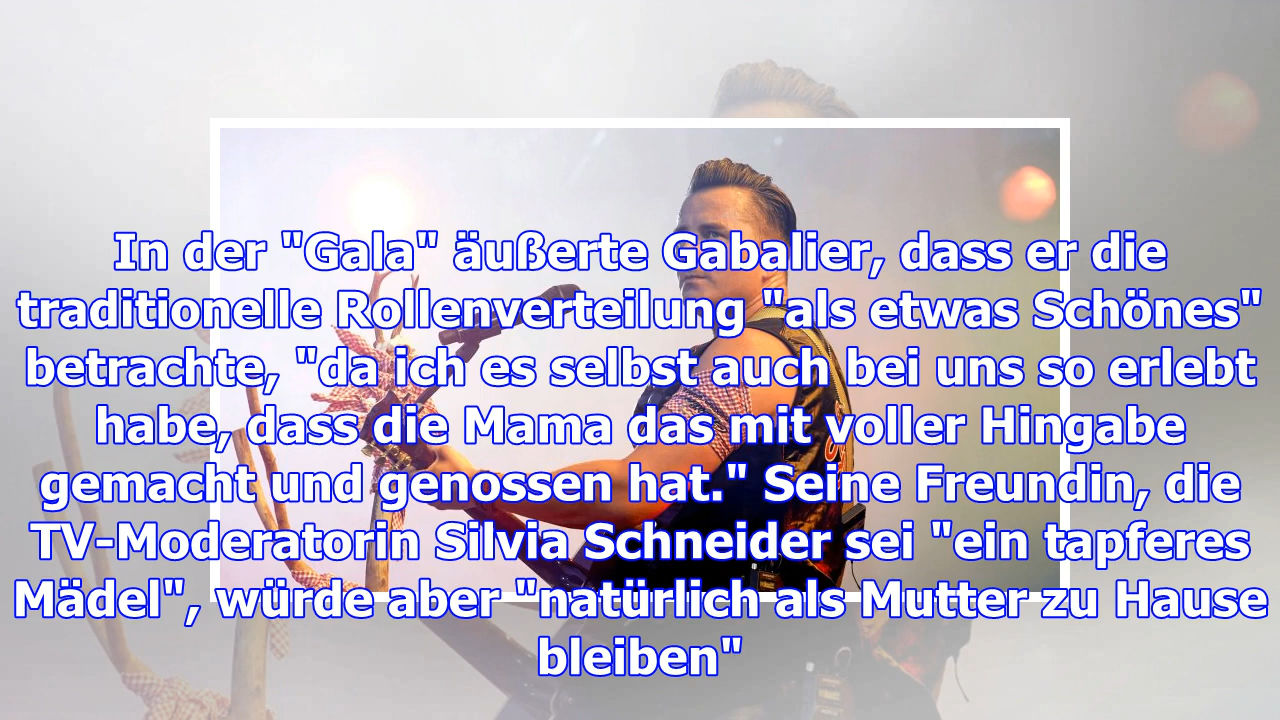 In der "Gala" äußerte Gabalier, dass er die
traditionelle Rollenverteilung "als etwas Schönes"
betrachte, "da ich es selbst auch bei uns so erlebt
habe, dass die Mama das mit voller Hingabe
gemacht und genossen hat." Seine Freundin, die
TV-Moderatorin Silvia Schneider sei "ein tapferes
Mädel", würde aber "natürlich als Mutter zu Hause
bleiben"